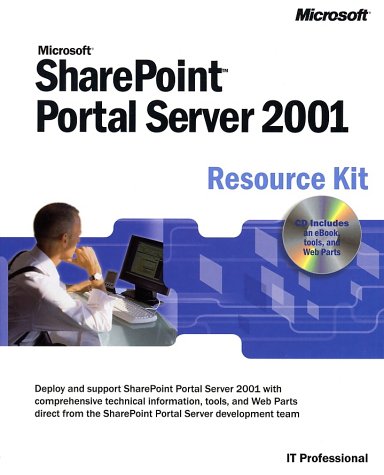 Microsoft®
Microsoft®
SharePoint™
Portal Server 2001
Resource Kit
CD Includes
an eBook,
tools, and
Web Parts
Deploy and support SharePoint Portal Server 2001 with
comprehensive technical information, tools, and Web Parts
direct from the SharePoint Portal Server development team
IT Professional